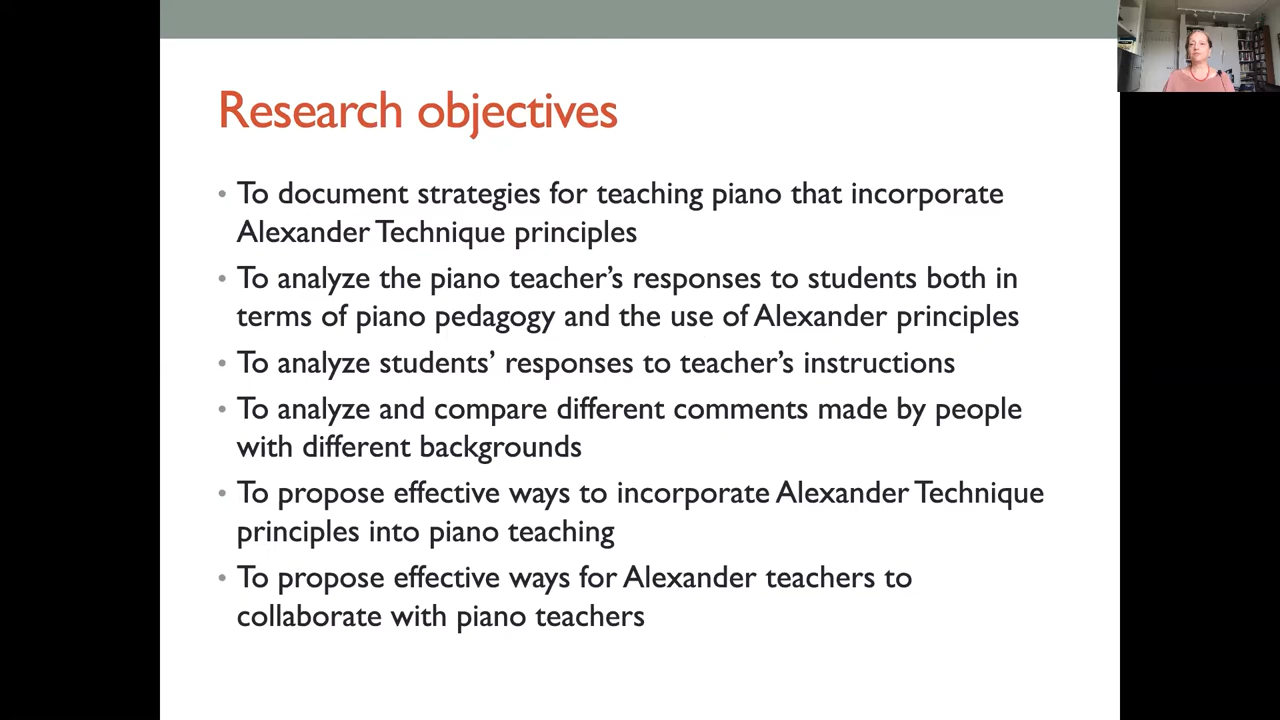 Research objectives
• To document strategies for teaching piano that incorporate
Alexander Technique principles
• To analyze the piano teacher’s responses to students both in
terms of piano pedagogy and the use of Alexander principles
• To analyze students’ responses to teacher’s instructions
• To analyze and compare different comments made by people
with different backgrounds
• To propose effective ways to incorporate Alexander Technique
principles into piano teaching
• To propose effective ways for Alexander teachers to
collaborate with piano teachers